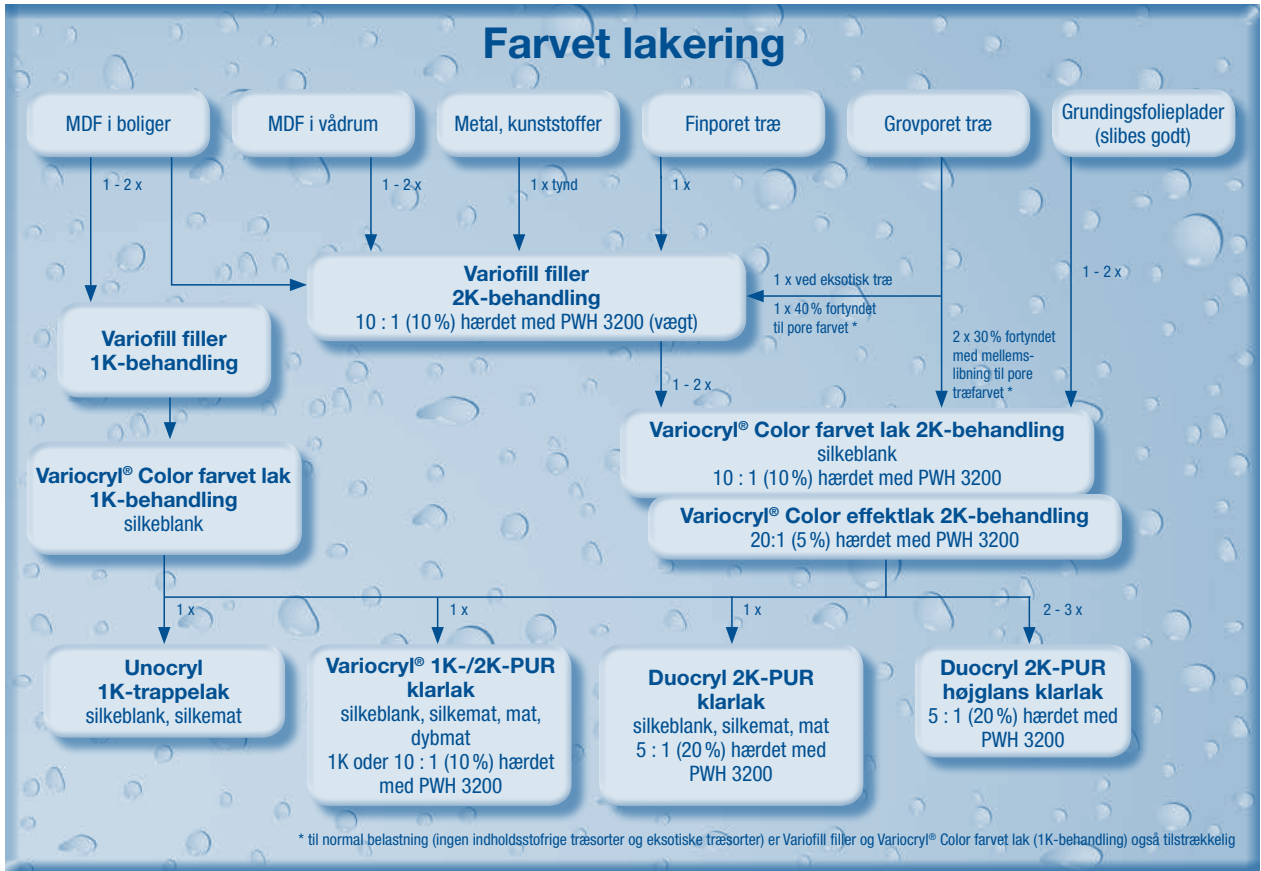 Farvet lakering
MDF i boliger
MDF i vådrum
Metal, kunststoffer
Finporet træ
Grovporet træ
Grundingsfolieplader
(slibes godt)
1 - 2 x
1 - 2 x
1 x tynd
1 x
1 - 2 x
Variofill filler
2K-behandling
10 : 1 (10 %) hærdet med PWH 3200 (vægt)
1 x ved eksotisk træ
1 x 40 % fortyndet
til pore farvet *
2 x 30 % fortyndet
med mellems-
libning til pore
træfarvet *
Variofill filler
1K-behandling
1 - 2 x
Variocryl® Color farvet lak 2K-behandling
silkeblank
10 : 1 (10 %) hærdet med PWH 3200
Variocryl® Color farvet lak
1K-behandling
silkeblank
Variocryl® Color effektlak 2K-behandling
20:1 (5 %) hærdet med PWH 3200
1 x
1 x
1 x
2 - 3 x
Unocryl
1K-trappelak
silkeblank, silkemat
Variocryl® 1K-/2K-PUR
klarlak
silkeblank, silkemat, mat,
dybmat
1K oder 10 : 1 (10 %) hærdet
med PWH 3200
Duocryl 2K-PUR
klarlak
silkeblank, silkemat, mat
5 : 1 (20 %) hærdet med
PWH 3200
Duocryl 2K-PUR
højglans klarlak
5 : 1 (20 %) hærdet med
PWH 3200
* til normal belastning (ingen indholdsstofrige træsorter og eksotiske træsorter) er Variofill filler og Variocryl® Color farvet lak (1K-behandling) også tilstrækkelig